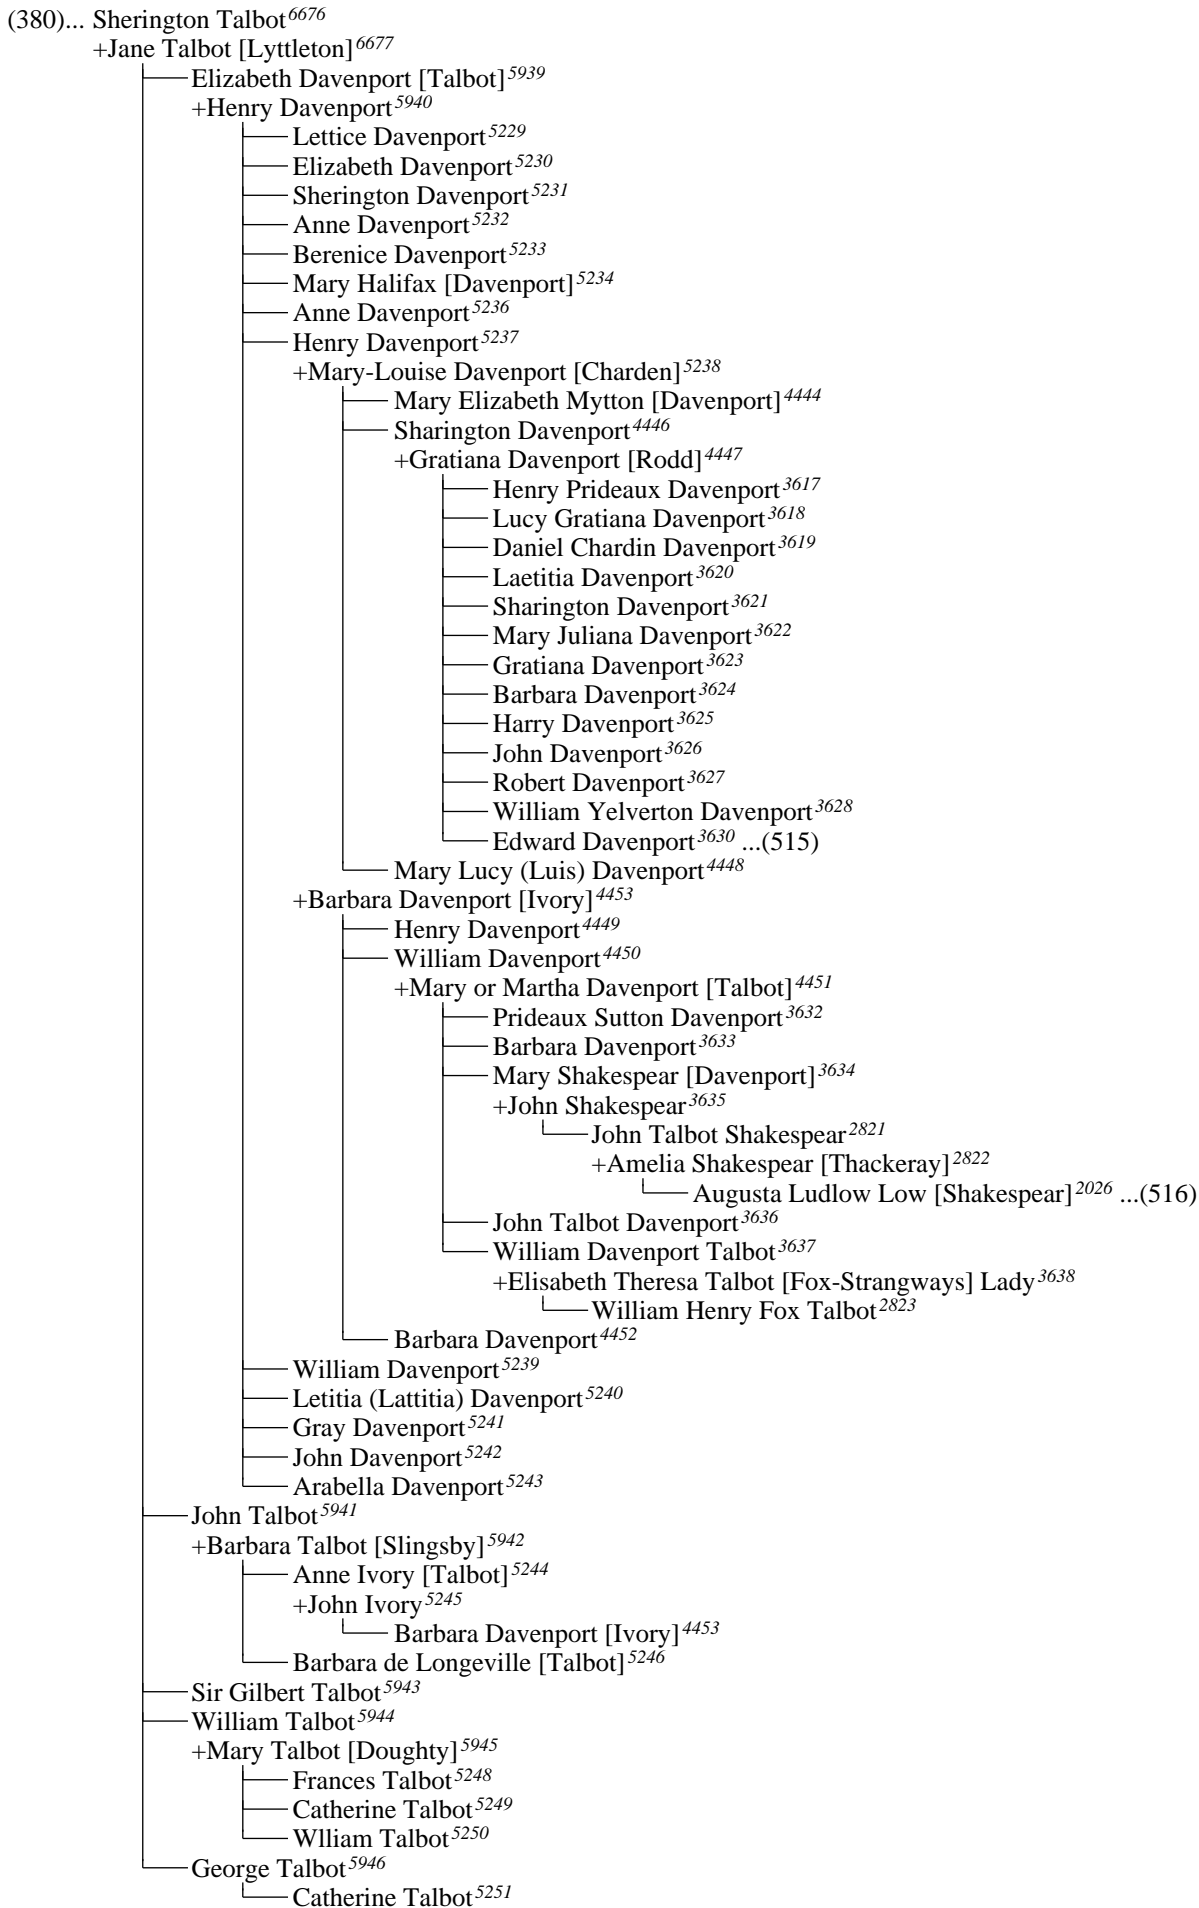 (380)... Sherington Talbot6676
+Jane Talbot [Lyttleton]6677
Elizabeth Davenport [Talbot]5939
+Henry Davenport5940
Lettice Davenport5229
Elizabeth Davenport5230
Sherington Davenport5231
Anne Davenport5232
Berenice Davenport5233
Mary Halifax [Davenport]5234
Anne Davenport5236
Henry Davenport5237
+Mary-Louise Davenport [Charden]5238
Mary Elizabeth Mytton [Davenport]4444
Sharington Davenport4446
+Gratiana Davenport [Rodd]4447
Henry Prideaux Davenport3617
Lucy Gratiana Davenport3618
Daniel Chardin Davenport3619
Laetitia Davenport3620
Sharington Davenport3621
Mary Juliana Davenport3622
Gratiana Davenport3623
Barbara Davenport3624
Harry Davenport3625
John Davenport3626
Robert Davenport3627
William Yelverton Davenport3628
Edward Davenport3630 ...(515)
Mary Lucy (Luis) Davenport4448
+Barbara Davenport [Ivory]4453
Henry Davenport4449
William Davenport4450
+Mary or Martha Davenport [Talbot]4451
Prideaux Sutton Davenport3632
Barbara Davenport3633
Mary Shakespear [Davenport]3634
+John Shakespear3635
John Talbot Shakespear2821
+Amelia Shakespear [Thackeray]2822
Augusta Ludlow Low [Shakespear]2026 ...(516)
John Talbot Davenport3636
William Davenport Talbot3637
+Elisabeth Theresa Talbot [Fox-Strangways] Lady3638
William Henry Fox Talbot2823
Barbara Davenport4452
William Davenport5239
Letitia (Lattitia) Davenport5240
Gray Davenport5241
John Davenport5242
Arabella Davenport5243
John Talbot5941
+Barbara Talbot [Slingsby]5942
Anne Ivory [Talbot]5244
+John Ivory5245
Barbara Davenport [Ivory]4453
Barbara de Longeville [Talbot]5246
Sir Gilbert Talbot5943
William Talbot5944
+Mary Talbot [Doughty]5945
Frances Talbot5248
Catherine Talbot5249
Wlliam Talbot5250
George Talbot5946
Catherine Talbot5251